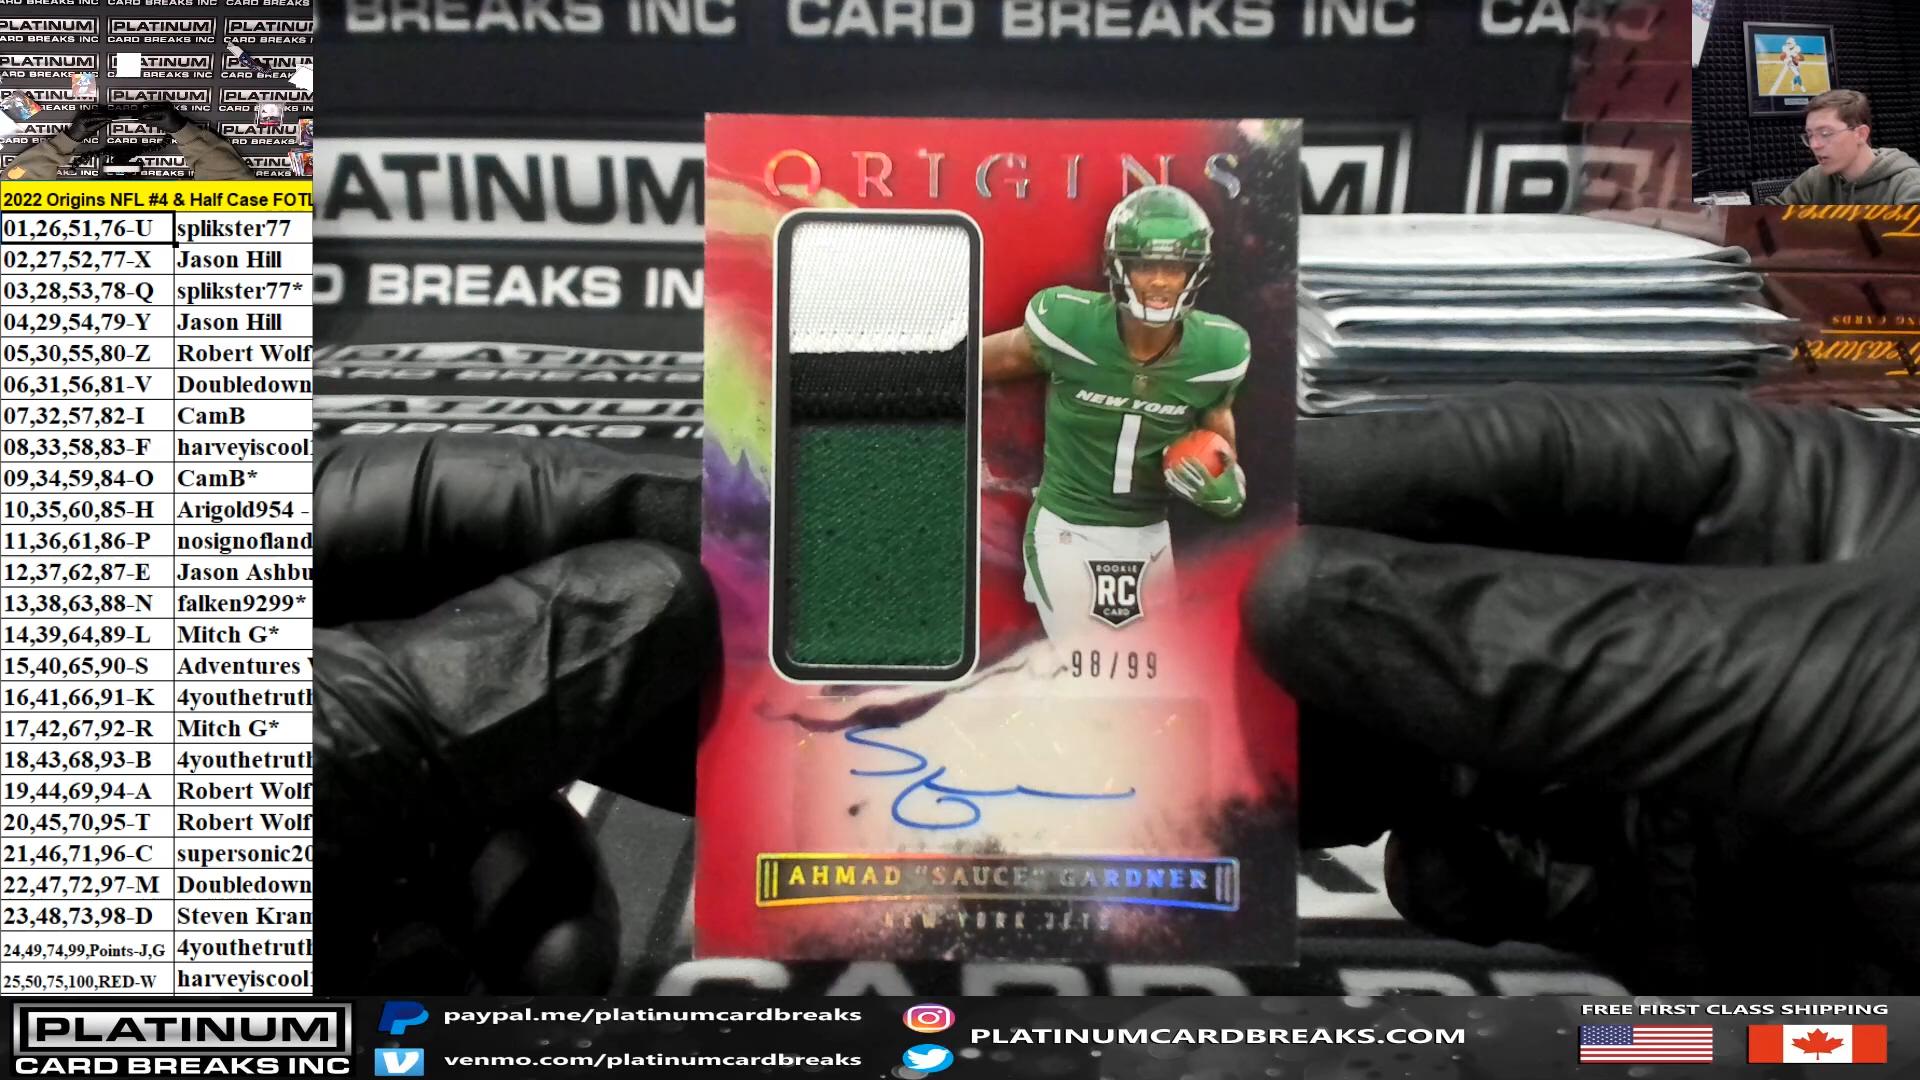 BREAKS INC CARD BREAKS INC CAR
PLATINUM
CARD BREAKS INC
2022 Origins NFL #4 & Half Case FOTL
01,26,51,76-U splikster77
02,27,52,77-X Jason Hill
03,28,53,78-Q splikster77*
04,29,54,79-Y Jason Hill
05,30,55,80-Z Robert Wolf
06,31,56,81-V Doubledown
07,32,57,82-I CamB
08,33,58,83-F harveyiscool
09,34,59,84-O CamB*
10,35,60,85-H Arigold954 -
11,36,61,86-P nosignofland
12,37,62,87-E Jason Ashbu
13,38,63,88-N falken9299*
14,39,64,89-L Mitch G*
15,40,65,90-S Adventures
16,41,66,91-K 4youthetruth
17,42,67,92-R Mitch G*
18,43,68,93-B 4youthetruth
19,44,69,94-A Robert Wolf
20,45,70,95-T Robert Wolf
21,46,71,96-C supersonic20
22,47,72,97-M Doubledown
23,48,73,98-D Steven Kram
24,49,74,99,Points-J,G 4youthetruth
25,50,75,100,RED-W harveyiscool
ORIGINS
NEW YORK
1
ROOKIE
RC
CARD
98/99
AHMAD "SAUCE" GARDNER
NEW YORK JETS
PLATINUM
CARD BREAKS INC
paypal.me/platinumcardbreaks
venmo.com/platinumcardbreaks
PLATINUMCARDBREAKS.COM
FREE FIRST CLASS SHIPPING